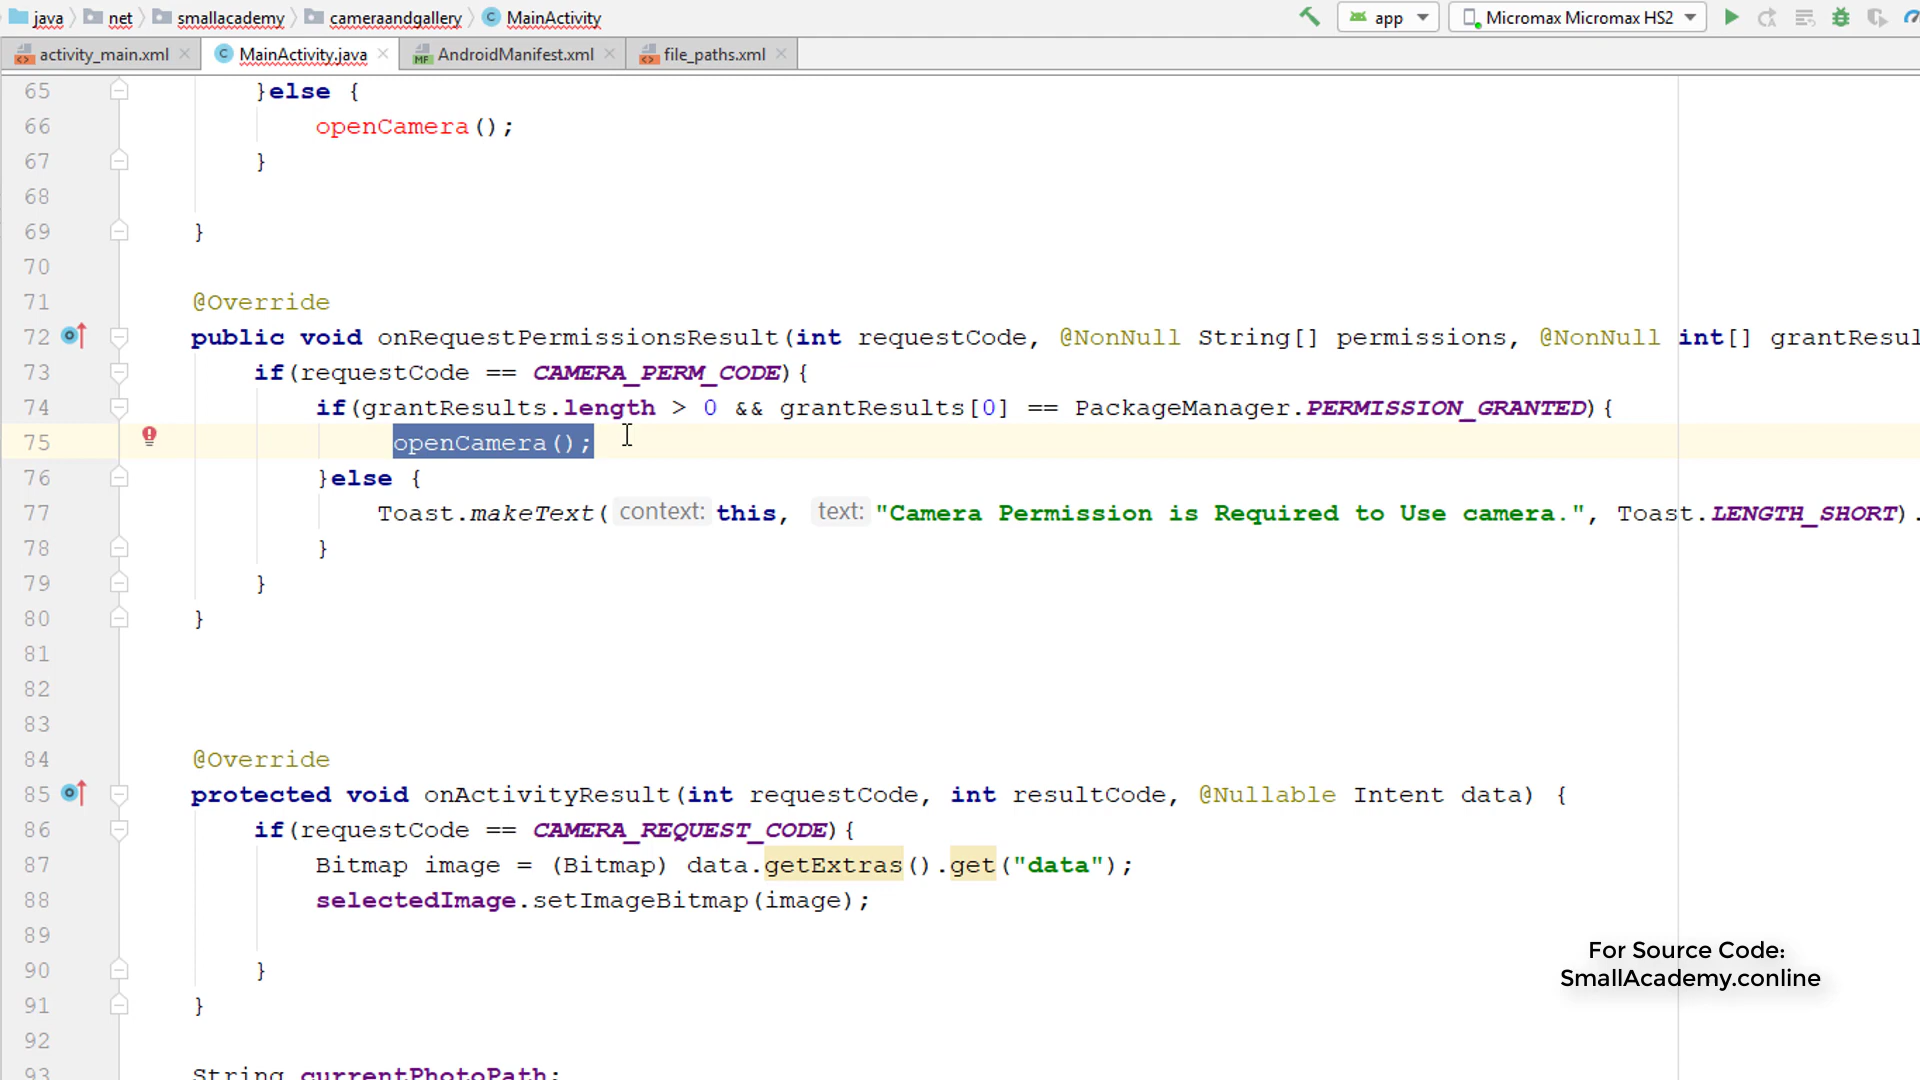 java net smallacademy cameraandgallery MainActivity app Micromax Micromax HS2
activity_main.xml MainActivity.java AndroidManifest.xml file_paths.xml
65 }else {
66 openCamera();
67 }
68
69 }
70
71 @Override
72 public void onRequestPermissionsResult(int requestCode, @NonNull String[] permissions, @NonNull int[] grantResul
73 if(requestCode == CAMERA_PERM_CODE){
74 if(grantResults.length > 0 && grantResults[0] == PackageManager.PERMISSION_GRANTED){
75 openCamera();
76 }else {
77 Toast.makeText( context: this, text: "Camera Permission is Required to Use camera.", Toast.LENGTH_SHORT).
78 }
79 }
80 }
81
82
83
84 @Override
85 protected void onActivityResult(int requestCode, int resultCode, @Nullable Intent data) {
86 if(requestCode == CAMERA_REQUEST_CODE){
87 Bitmap image = (Bitmap) data.getExtras().get("data");
88 selectedImage.setImageBitmap(image);
89
90 }
91 }
92
93 String currentPhotoPath;
For Source Code:
SmallAcademy.conline